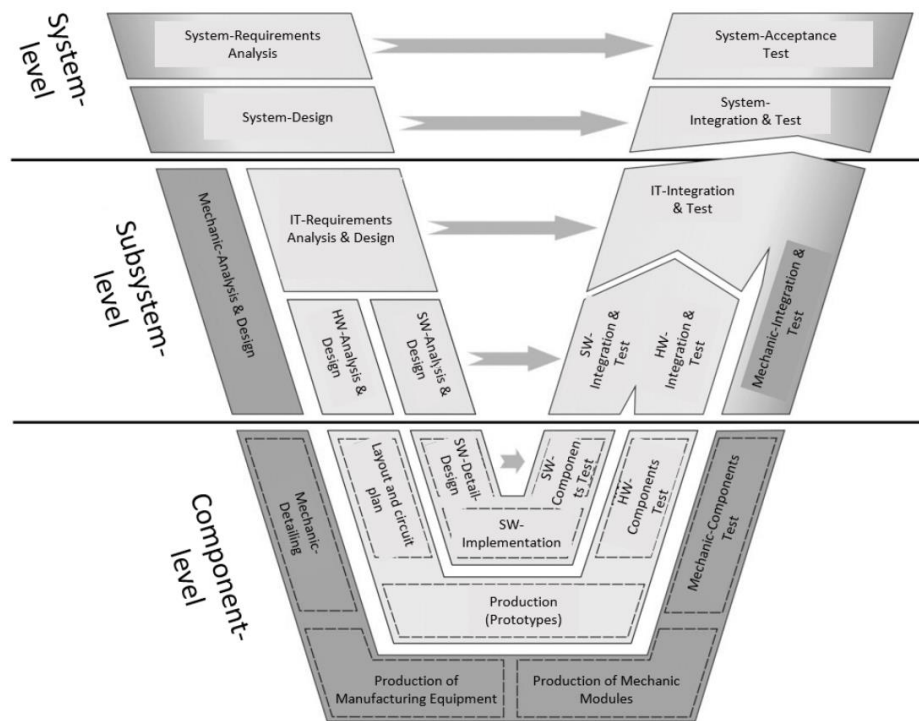 System-
level
System-Requirements
Analysis
System-Acceptance
Test
System-Design
System-
Integration & Test
Subsystem-
level
Mechanic-Analysis & Design
IT-Requirements
Analysis & Design
IT-Integration
& Test
HW-Analysis &
Design
SW-Analysis &
Design
SW-
Integration &
Test
HW-
Integration &
Test
Mechanic-Integration &
Test
Component-
level
Mechanic-
Detailing
Layout and circuit
plan
SW-Detail-
Design
SW-
Componen
ts Test
HW-
Components
Test
Mechanic-Components
Test
SW-
Implementation
Production
(Prototypes)
Production of
Manufacturing Equipment
Production of Mechanic
Modules